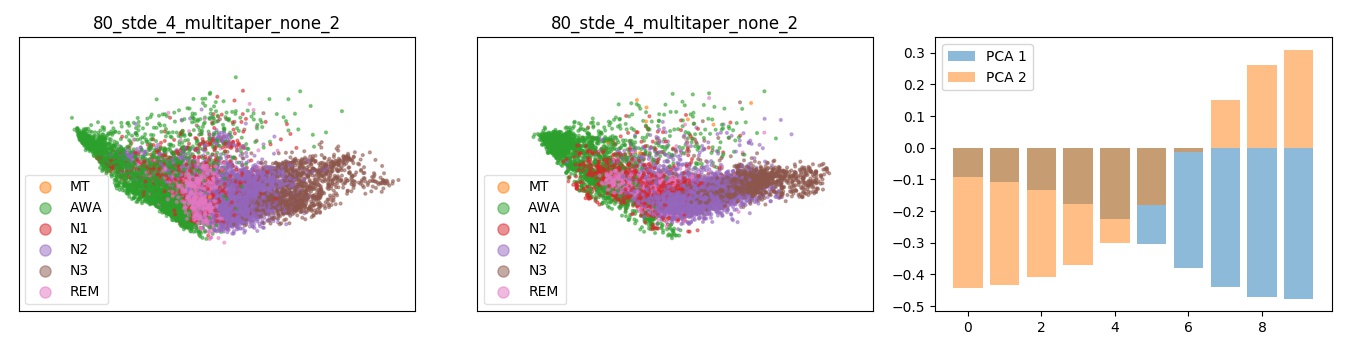 80_stde_4_multitaper_none_2
MT
AWA
N1
N2
N3
REM
80_stde_4_multitaper_none_2
MT
AWA
N1
N2
N3
REM
PCA 1
PCA 2
0.3
0.2
0.1
0.0
−0.1
−0.2
−0.3
−0.4
−0.5
0 2 4 6 8